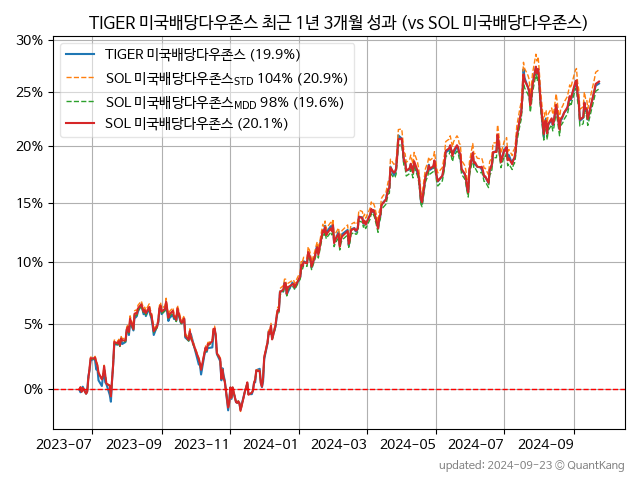 TIGER 미국배당다우존스 최근 1년 3개월 성과 (vs SOL 미국배당다우존스)
30%
25%
20%
15%
10%
5%
0%
TIGER 미국배당다우존스 (19.9%)
SOL 미국배당다우존스STD 104% (20.9%)
SOL 미국배당다우존스MDD 98% (19.6%)
SOL 미국배당다우존스 (20.1%)
2023-07 2023-09 2023-11 2024-01 2024-03 2024-05 2024-07 2024-09
updated: 2024-09-23 © QuantKang